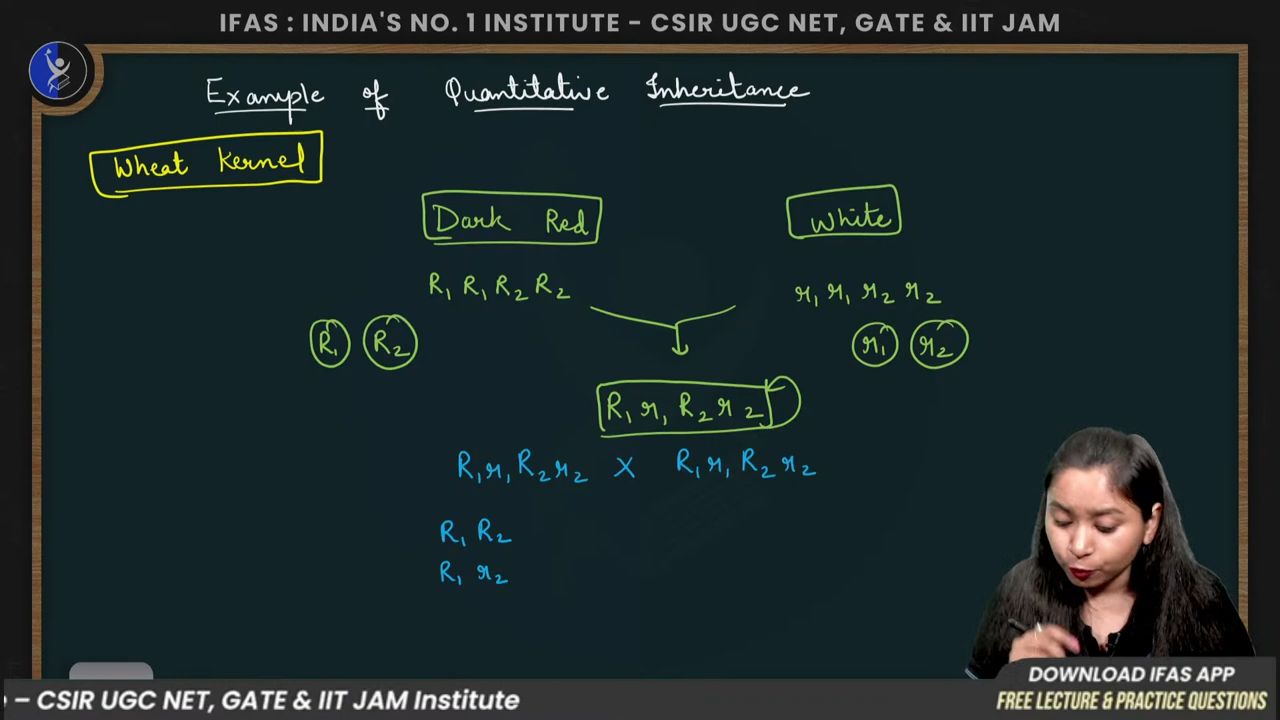 IFAS : INDIA'S NO. 1 INSTITUTE – CSIR UGC NET, GATE & IIT JAM
Example of Quantitative Inheritance
Wheat Kernel
Dark Red White
R₁ R₁ R₂ R₂ r₁ r₁ r₂ r₂
R₁ R₂ r₁ r₂
R₁ r₁ R₂ r₂
R₁ r₁ R₂ r₂ X R₁ r₁ R₂ r₂
R₁ R₂
R₁ r₂
DOWNLOAD IFAS APP
– CSIR UGC NET, GATE & IIT JAM Institute
FREE LECTURE & PRACTICE QUESTIONS